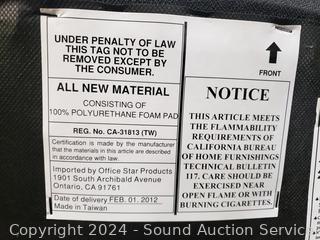 UNDER PENALTY OF LAW
THIS TAG NOT TO BE
REMOVED EXCEPT BY
THE CONSUMER.
ALL NEW MATERIAL
CONSISTING OF
100% POLYURETHANE FOAM PAD
REG. No. CA-31813 (TW)
Certification is made by the manufacturer
that the materials in this article are described
in accordance with law.
Imported by Office Star Products
1901 South Archibald Avenue
Ontario, CA 91761
Date of delivery FEB. 01. 2012
Made in Taiwan
FRONT
NOTICE
THIS ARTICLE MEETS
THE FLAMMABILITY
REQUIREMENTS OF
CALIFORNIA BUREAU
OF HOME FURNISHINGS
TECHNICAL BULLETIN
117. CARE SHOULD BE
EXERCISED NEAR
OPEN FLAME OR WITH
BURNING CIGARETTES.
Copyright 2024 - Sound Auction Service